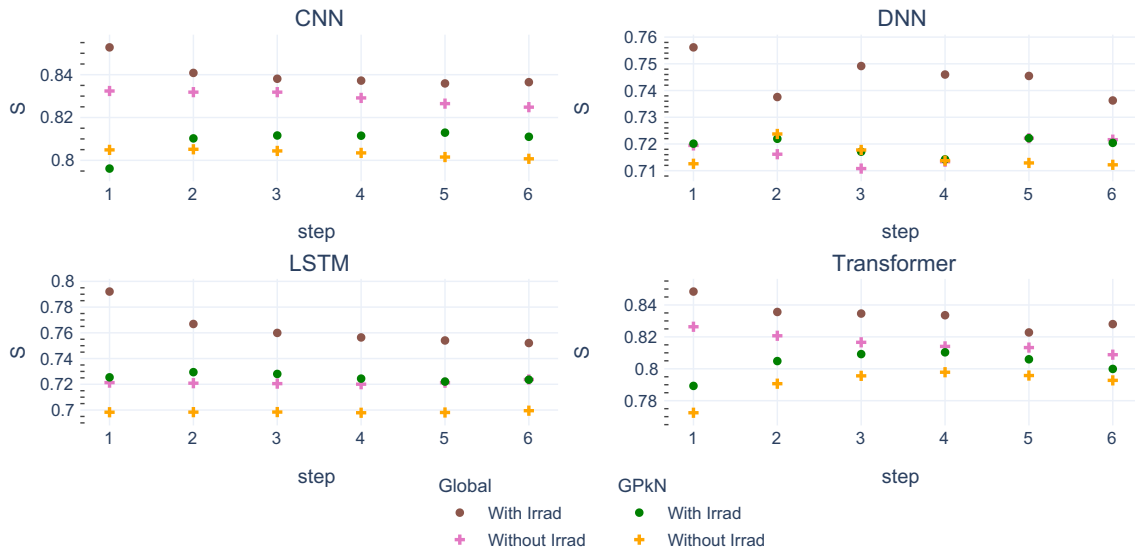 CNN
S
0.84
0.82
0.8
1 2 3 4 5 6
step
DNN
S
0.76
0.75
0.74
0.73
0.72
0.71
1 2 3 4 5 6
step
LSTM
S
0.8
0.78
0.76
0.74
0.72
0.7
1 2 3 4 5 6
step
Transformer
S
0.84
0.82
0.8
0.78
1 2 3 4 5 6
step
Global
With Irrad
Without Irrad
GPkN
With Irrad
Without Irrad